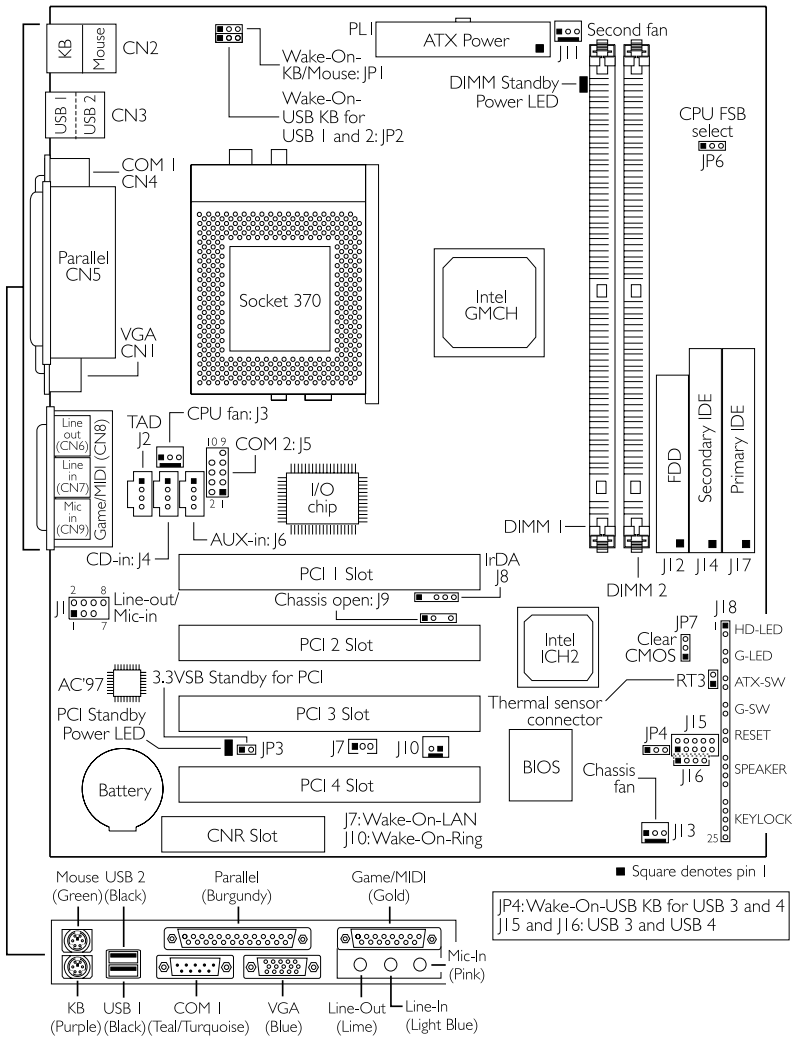 PL1
ATX Power
Second fan
J11
KB
Mouse
CN2
Wake-On-
KB/Mouse: JP1
DIMM Standby
Power LED
Wake-On-
USB KB for
USB 1 and 2: JP2
USB 1
USB 2
CN3
CPU FSB
select
JP6
COM 1
CN4
Parallel
CN5
Socket 370
Intel
GMCH
VGA
CN1
CPU fan: J3
TAD
J2
Line
out
(CN6)
Line
in
(CN7)
Mic
in
(CN9)
Game/MIDI (CN8)
10 9
COM 2: J5
2 1
I/O
chip
FDD
Secondary IDE
Primary IDE
DIMM 1
AUX-in: J6
CD-in: J4
J12
J14
J17
DIMM 2
PCI 1 Slot
IrDA
J8
2 8
J1
1 7
Line-out/
Mic-in
Chassis open: J9
J18
1
HD-LED
G-LED
ATX-SW
G-SW
RESET
SPEAKER
KEYLOCK
25
JP7
Clear
CMOS
PCI 2 Slot
Intel
ICH2
AC'97
3.3VSB Standby for PCI
RT3
Thermal sensor
connector
PCI 3 Slot
PCI Standby
Power LED
JP3
J7
J10
JP4
J15
J16
BIOS
Chassis
fan
Battery
PCI 4 Slot
J7: Wake-On-LAN
J10: Wake-On-Ring
J13
CNR Slot
Square denotes pin 1
Mouse
(Green)
USB 2
(Black)
Parallel
(Burgundy)
Game/MIDI
(Gold)
JP4: Wake-On-USB KB for USB 3 and 4
J15 and J16: USB 3 and USB 4
Mic-In
(Pink)
KB
(Purple)
USB 1
(Black)
COM 1
(Teal/Turquoise)
VGA
(Blue)
Line-Out
(Lime)
Line-In
(Light Blue)